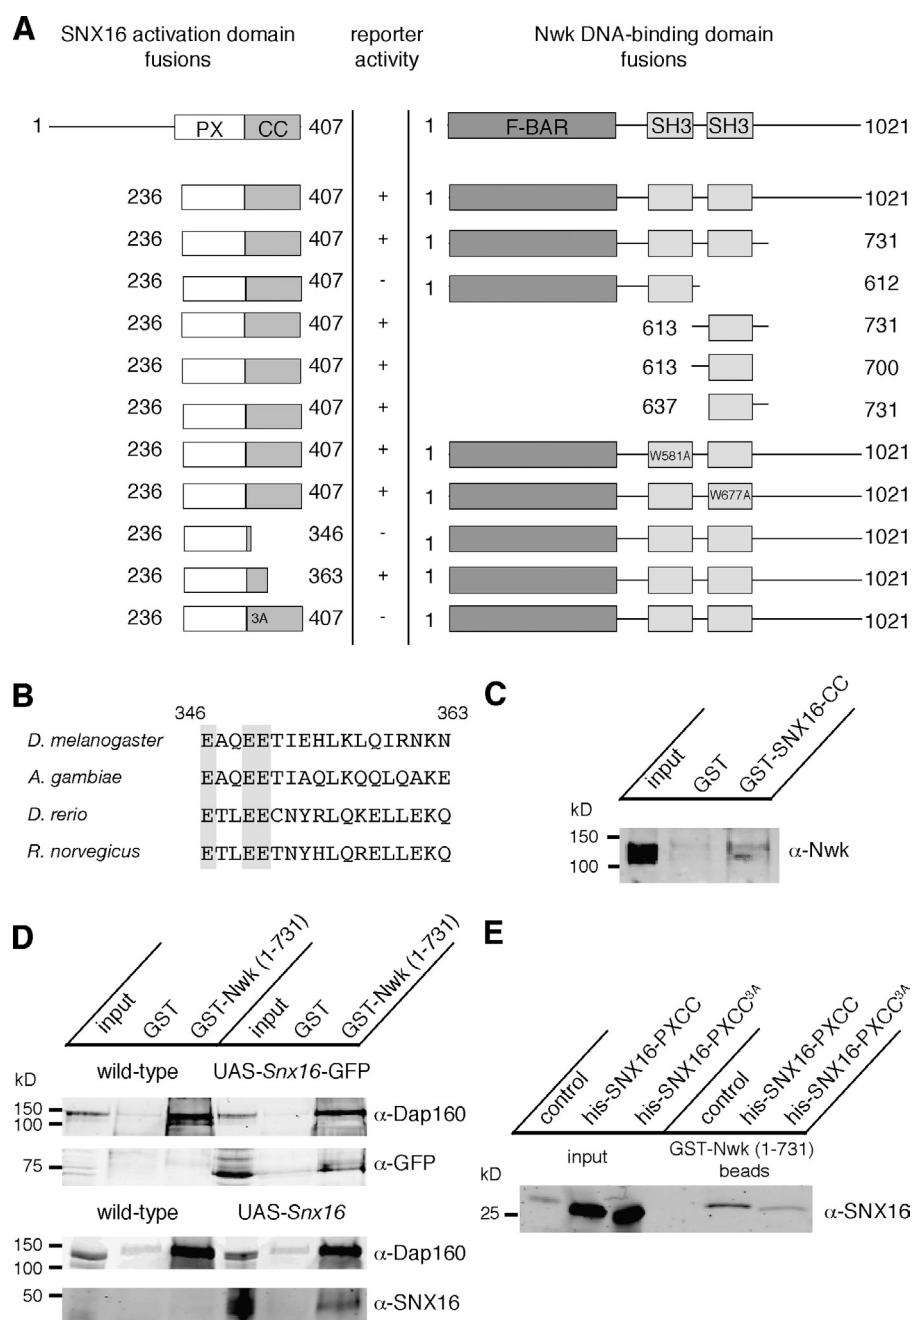 A
SNX16 activation domain fusions
reporter activity
Nwk DNA-binding domain fusions
1 PX CC 407 1 F-BAR SH3 SH3 1021
236 407 + 1 1021
236 407 + 1 731
236 407 - 1 612
236 407 + 613 731
236 407 + 613 700
236 407 + 637 731
236 407 + 1 W581A 1021
236 407 + 1 W677A 1021
236 346 - 1 1021
236 363 + 1 1021
236 3A 407 - 1 1021
B
346 363
D. melanogaster EAQEETIEHLKLQIRNKN
A. gambiae EAQEETIAQLKQQLQAKE
D. rerio ETLEECNYRLQKELLEKQ
R. norvegicus ETLEETNYHLQRELLEKQ
C
input GST GST-SNX16-CC
kD
150
100
α-Nwk
D
input GST GST-Nwk (1-731) input GST GST-Nwk (1-731)
wild-type UAS-Snx16-GFP
kD
150
100
α-Dap160
75
α-GFP
wild-type UAS-Snx16
150
100
α-Dap160
50
α-SNX16
E
control his-SNX16-PXCC his-SNX16-PXCC3A control his-SNX16-PXCC his-SNX16-PXCC3A
input GST-Nwk (1-731) beads
kD
25
α-SNX16